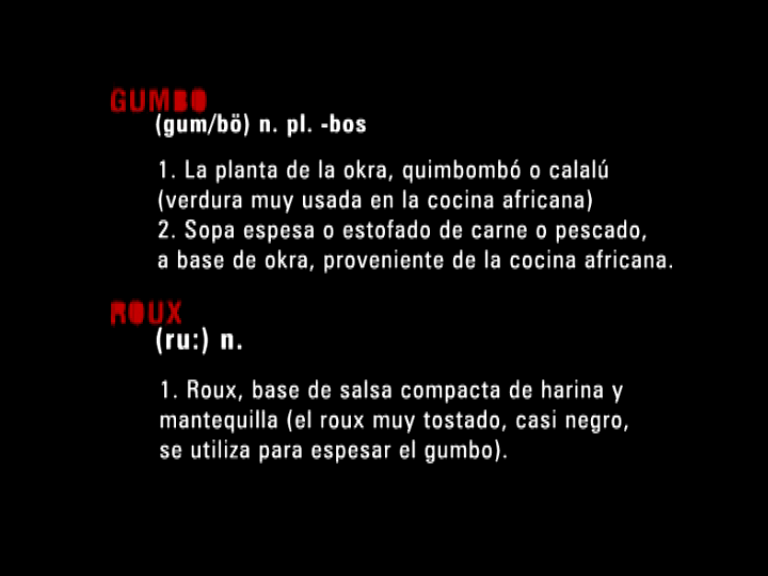 GUMBO
(gum/bö) n. pl. -bos
1. La planta de la okra, quimbombó o calalú
(verdura muy usada en la cocina africana)
2. Sopa espesa o estofado de carne o pescado,
a base de okra, proveniente de la cocina africana.
ROUX
(ru:) n.
1. Roux, base de salsa compacta de harina y
mantequilla (el roux muy tostado, casi negro,
se utiliza para espesar el gumbo).